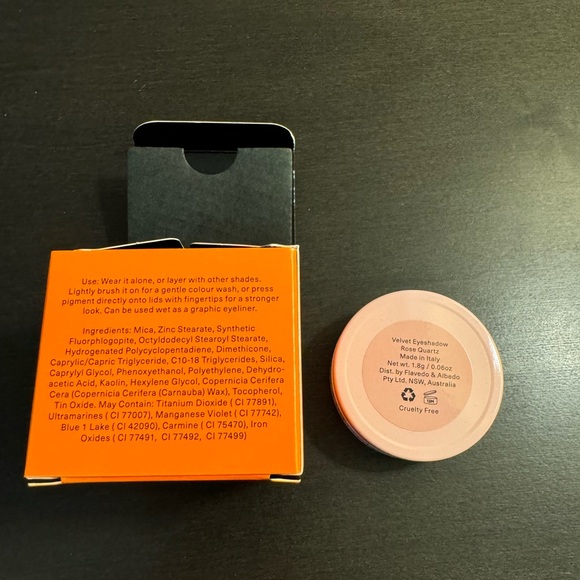 Use: Wear it alone, or layer with other shades.
Lightly brush it on for a gentle colour wash, or press
pigment directly onto lids with fingertips for a stronger
look. Can be used wet as a graphic eyeliner.
Ingredients: Mica, Zinc Stearate, Synthetic
Fluorphlogopite, Octyldodecyl Stearoyl Stearate,
Hydrogenated Polycyclopentadiene, Dimethicone,
Caprylic/Capric Triglyceride, C10-18 Triglycerides, Silica,
Caprylyl Glycol, Phenoxyethanol, Polyethylene, Dehydro-
acetic Acid, Kaolin, Hexylene Glycol, Copernicia Cerifera
Cera (Copernicia Cerifera (Carnauba) Wax), Tocopherol,
Tin Oxide. May Contain: Titanium Dioxide ( CI 77891),
Ultramarines ( CI 77007), Manganese Violet ( CI 77742),
Blue 1 Lake ( CI 42090), Carmine ( CI 75470), Iron
Oxides ( CI 77491, CI 77492, CI 77499)
Velvet Eyeshadow
Rose Quartz
Made in Italy
Net wt. 1.8g / 0.06oz
Dist. by Flavedo & Albedo
Pty Ltd, NSW, Australia
Cruelty Free